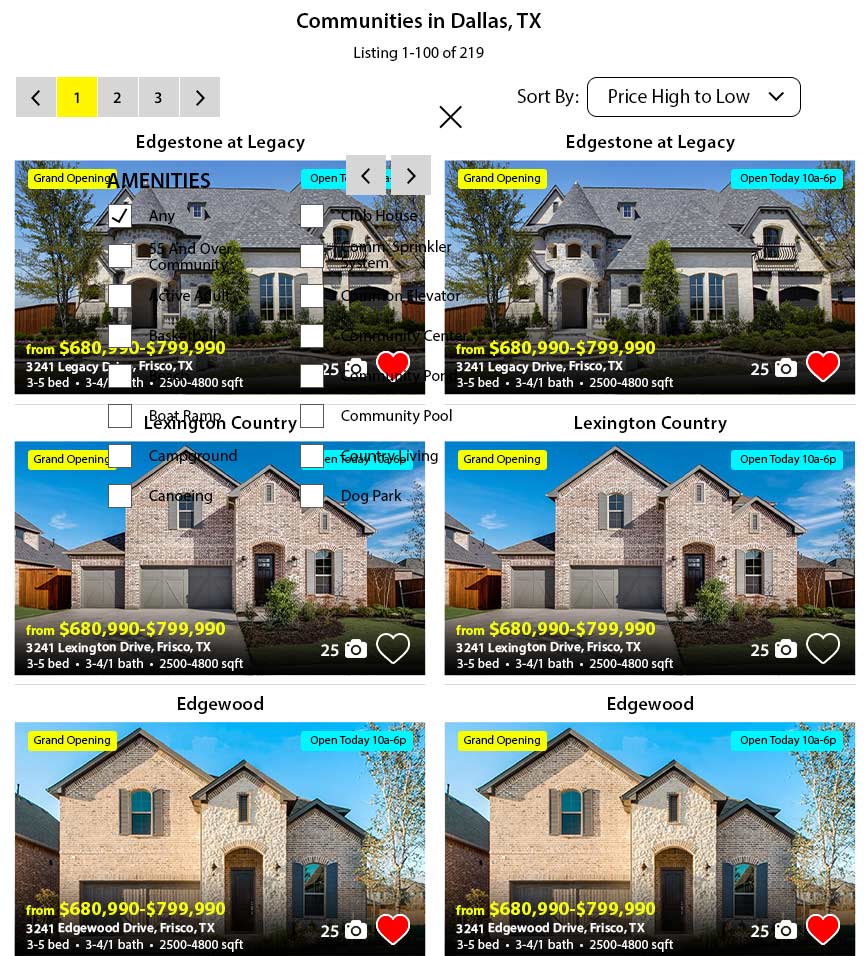 Communities in Dallas, TX
Listing 1-100 of 219
1 2 3
Sort By: Price High to Low
Edgestone at Legacy
Edgestone at Legacy
Grand Opening
AMENITIES
Open T
Grand Opening
Open Today 10a-6p
Any
Club House
55 And Over
Community
Comm. Sprinkler
System
Active Adult
Common Elevator
Basketball
Community Center
from $680,990-$799,990
3241 Legacy Drive, Frisco, TX
3-5 bed • 3-4/1 bath • 2500-4800 sqft
25
Community Pond
from $680,990-$799,990
3241 Legacy Drive, Frisco, TX
3-5 bed • 3-4/1 bath • 2500-4800 sqft
25
Boat Ramp
Community Pool
Lexington Country
Lexington Country
Grand Opening
Open Today 10a-6p
Grand Opening
Open Today 10a-6p
Campground
Country Living
Canoeing
Dog Park
from $680,990-$799,990
3241 Lexington Drive, Frisco, TX
3-5 bed • 3-4/1 bath • 2500-4800 sqft
25
from $680,990-$799,990
3241 Lexington Drive, Frisco, TX
3-5 bed • 3-4/1 bath • 2500-4800 sqft
25
Edgewood
Edgewood
Grand Opening
Open Today 10a-6p
Grand Opening
Open Today 10a-6p
from $680,990-$799,990
3241 Edgewood Drive, Frisco, TX
3-5 bed • 3-4/1 bath • 2500-4800 sqft
25
from $680,990-$799,990
3241 Edgewood Drive, Frisco, TX
3-5 bed • 3-4/1 bath • 2500-4800 sqft
25